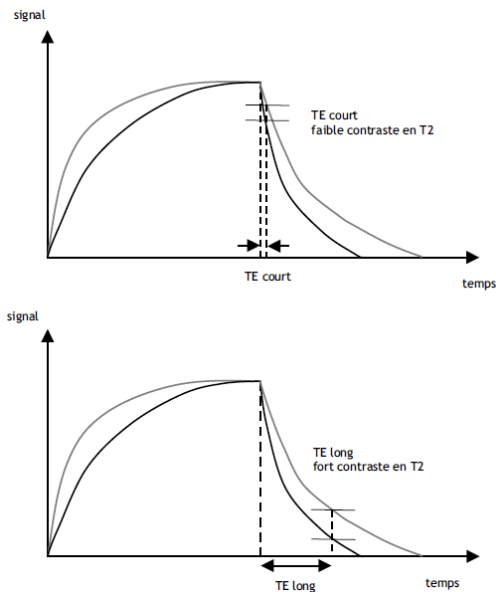 signal
TE court
faible contraste en T2
TE court
temps
signal
TE long
fort contraste en T2
TE long
temps